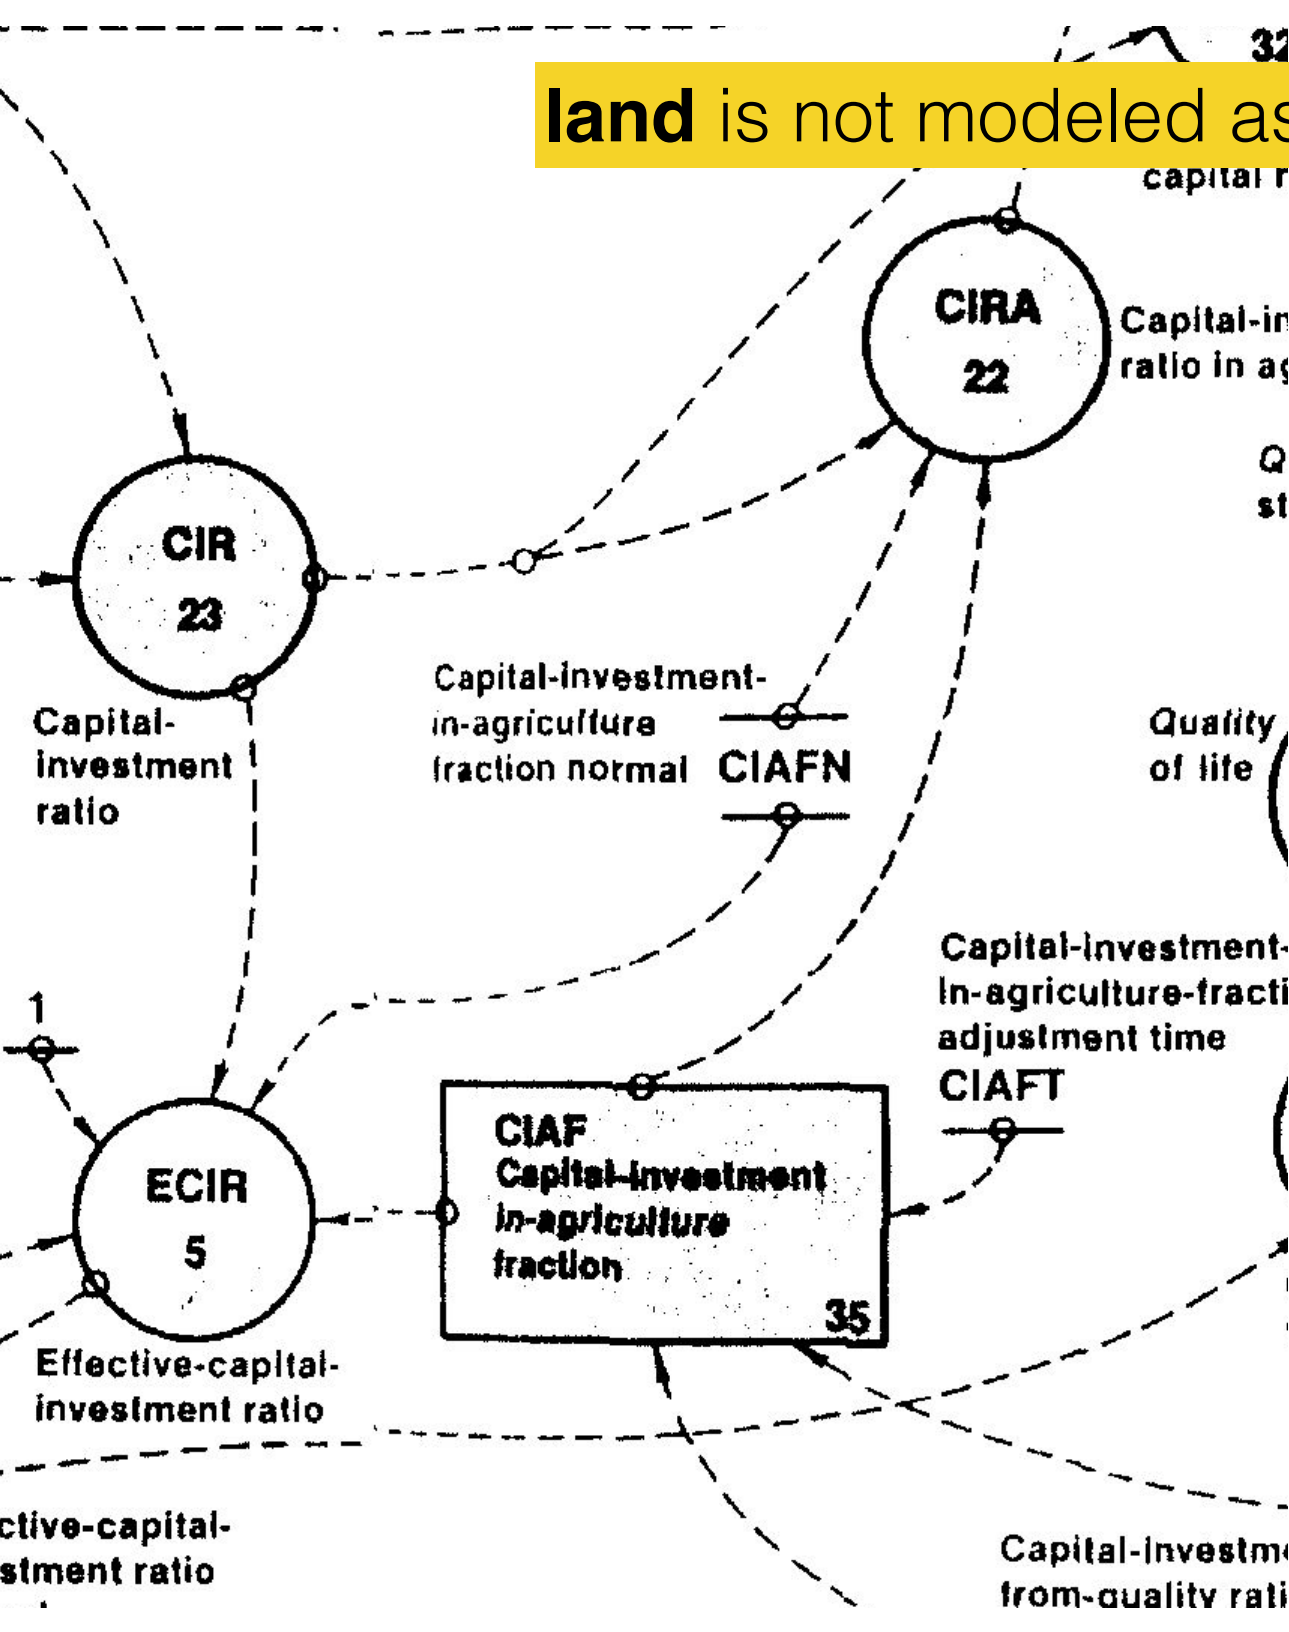 32
land is not modeled as
capital r
CIRA
22
Capital-in
ratio in ag
Q
st
CIR
23
Capital-
investment
ratio
Capital-investment-
in-agriculture
fraction normal
CIAFN
Quality
of life
Capital-investment-
in-agriculture-fracti
adjustment time
CIAFT
1
ECIR
5
Effective-capital-
investment ratio
CIAF
Capital-investment
in-agriculture
fraction
35
ctive-capital-
stment ratio
Capital-investme
from-quality rati